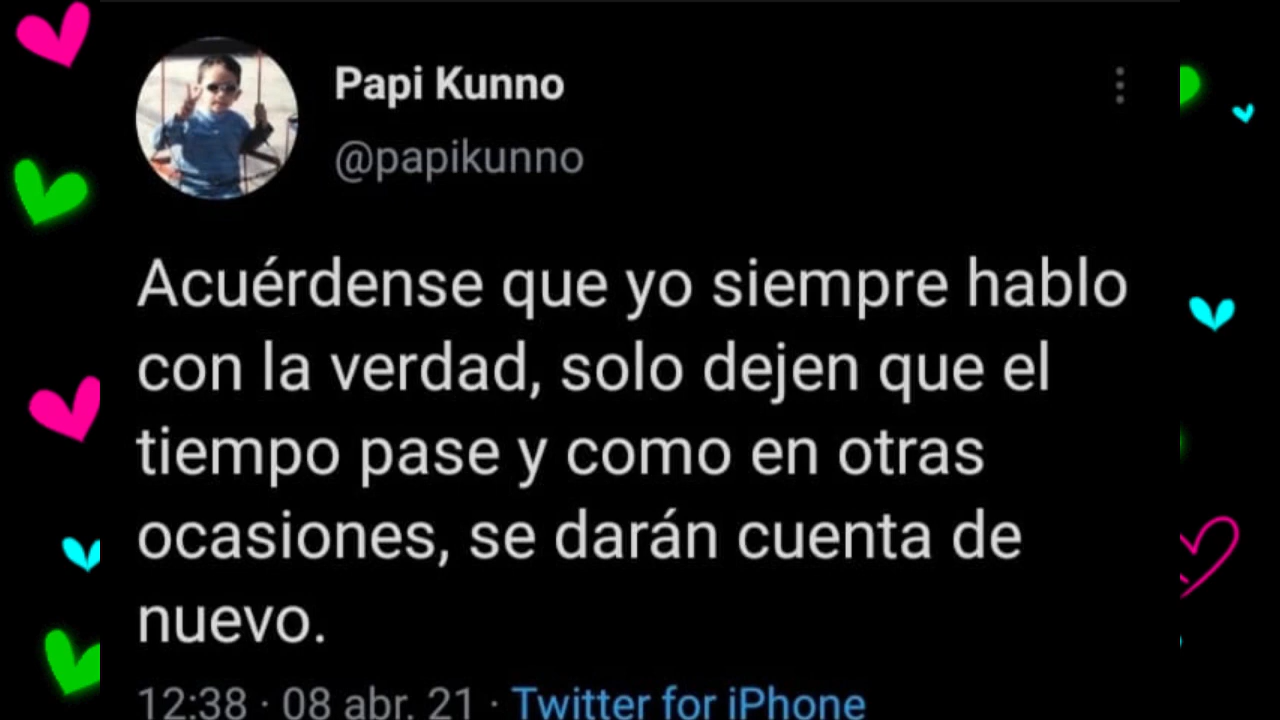 Papi Kunno
@papikunno
Acuérdense que yo siempre hablo
con la verdad, solo dejen que el
tiempo pase y como en otras
ocasiones, se darán cuenta de
nuevo.
12:38 · 08 abr. 21 · Twitter for iPhone